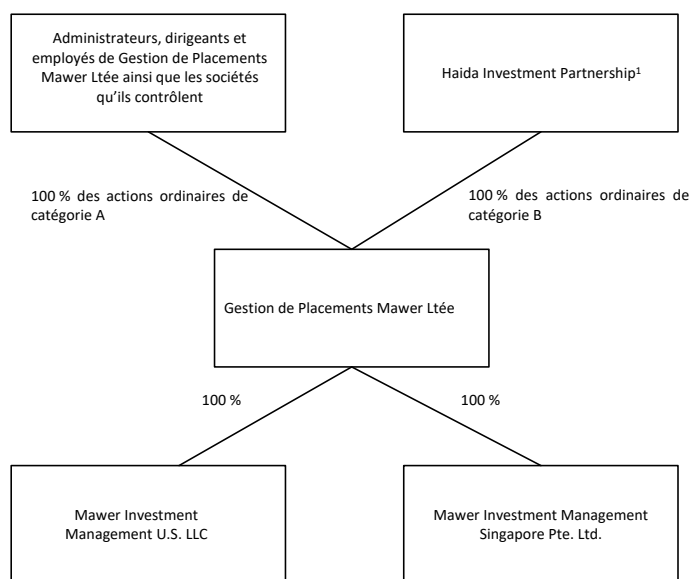 Administrateurs, dirigeants et
employés de Gestion de Placements
Mawer Ltée ainsi que les sociétés
qu'ils contrôlent
Haida Investment Partnership¹
100 % des actions ordinaires de
catégorie A
100 % des actions ordinaires de
catégorie B
Gestion de Placements Mawer Ltée
100 %
100 %
Mawer Investment
Management U.S. LLC
Mawer Investment Management
Singapore Pte. Ltd.